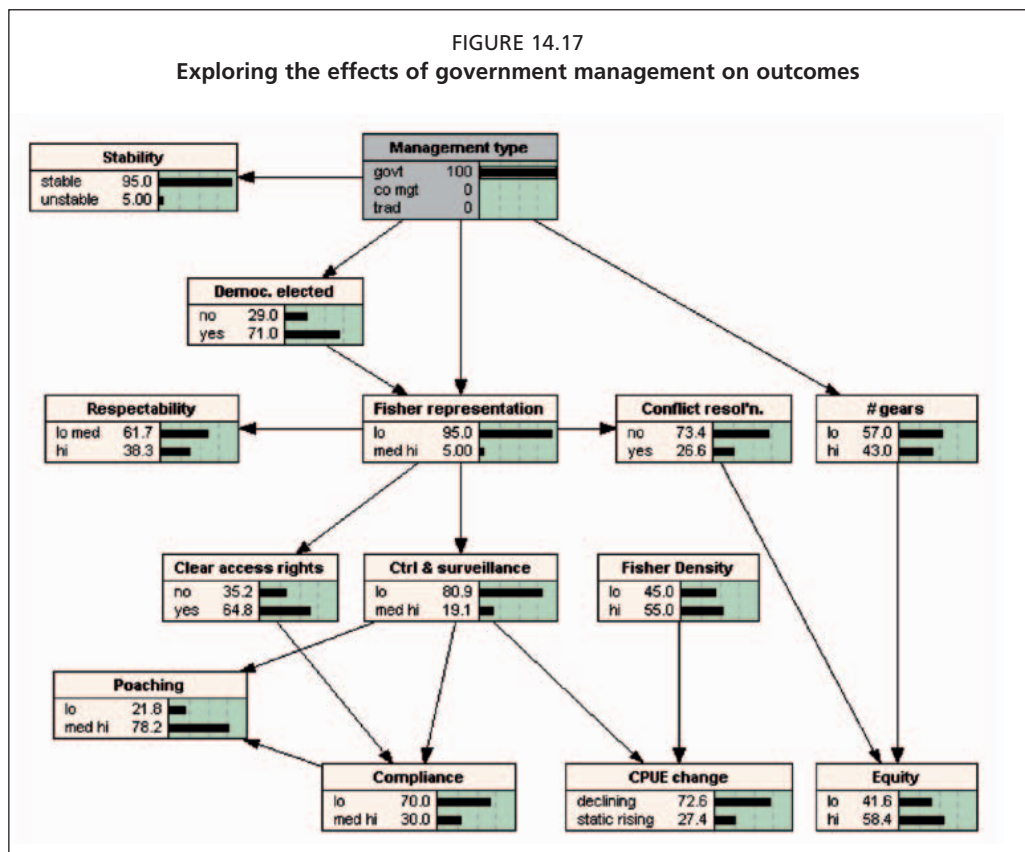 FIGURE 14.17
Exploring the effects of government management on outcomes
Stability
stable 95.0
unstable 5.00
Management type
govt 100
co mgt 0
trad 0
Democ. elected
no 29.0
yes 71.0
Respectability
lo med 61.7
hi 38.3
Fisher representation
lo 95.0
med hi 5.00
Conflict resol'n.
no 73.4
yes 26.6
# gears
lo 57.0
hi 43.0
Clear access rights
no 35.2
yes 64.8
Ctrl & surveillance
lo 80.9
med hi 19.1
Fisher Density
lo 45.0
hi 55.0
Poaching
lo 21.8
med hi 78.2
Compliance
lo 70.0
med hi 30.0
CPUE change
declining 72.6
static rising 27.4
Equity
lo 41.6
hi 58.4